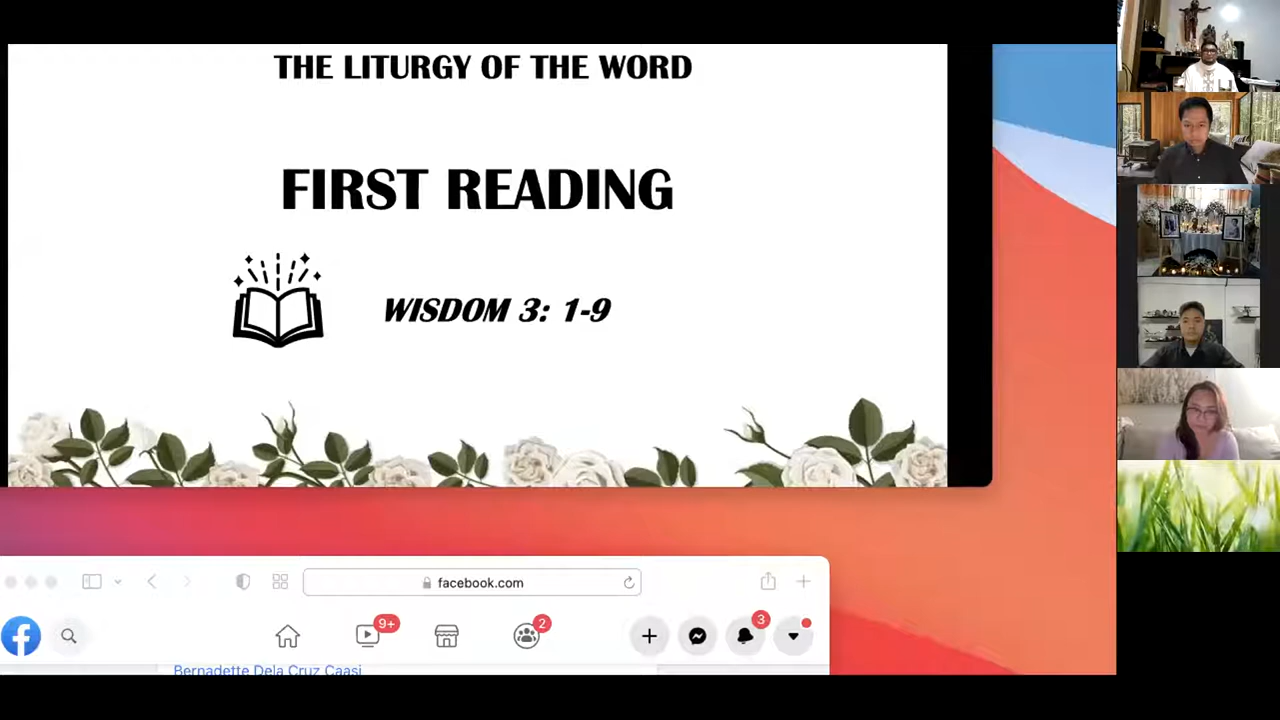 THE LITURGY OF THE WORD
FIRST READING
WISDOM 3: 1-9
facebook.com
9+
2
3
Bernadette Dela Cruz Caasi